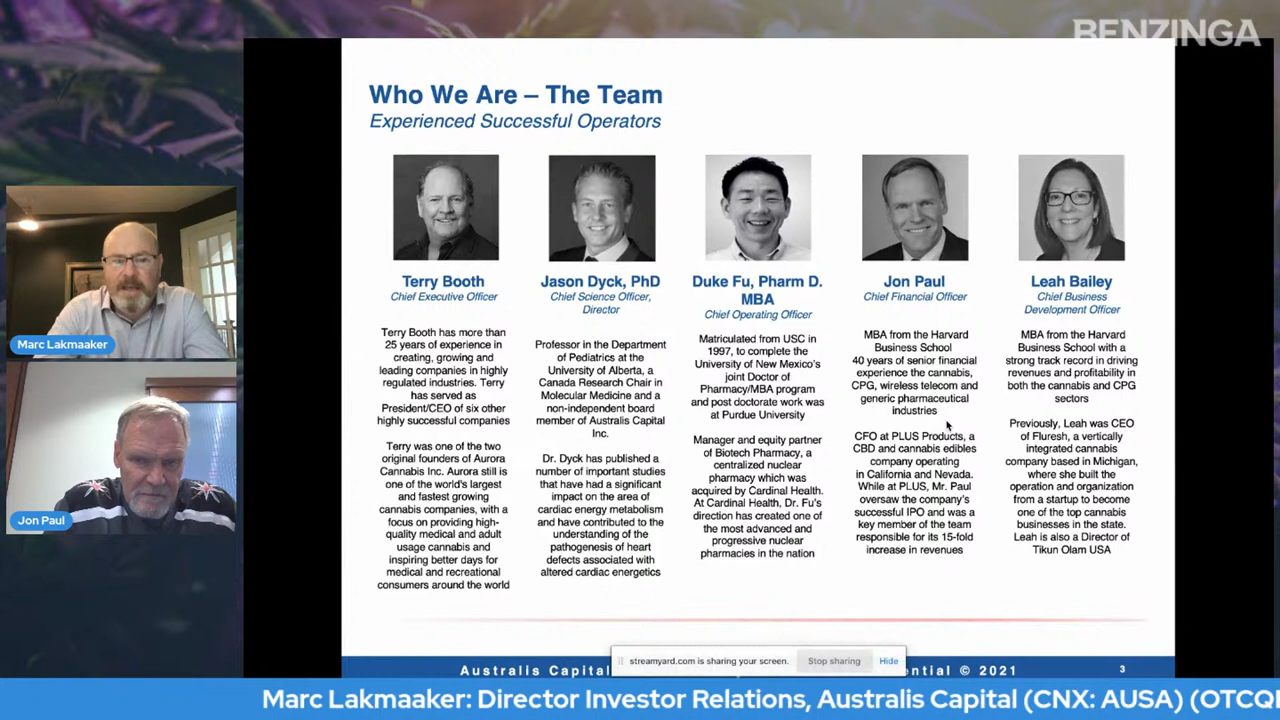 BENZINGA
Who We Are – The Team
Experienced Successful Operators
Terry Booth
Chief Executive Officer
Terry Booth has more than
25 years of experience in
creating, growing and
leading companies in highly
regulated industries. Terry
has served as
President/CEO of six other
highly successful companies
Terry was one of the two
original founders of Aurora
Cannabis Inc. Aurora still is
one of the world's largest
and fastest growing
cannabis companies, with a
focus on providing high-
quality medical and adult
usage cannabis and
inspiring better days for
medical and recreational
consumers around the world
Jason Dyck, PhD
Chief Science Officer,
Director
Professor in the Department
of Pediatrics at the
University of Alberta, a
Canada Research Chair in
Molecular Medicine and a
non-independent board
member of Australis Capital
Inc.
Dr. Dyck has published a
number of important studies
that have had a significant
impact on the area of
cardiac energy metabolism
and have contributed to the
understanding of the
pathogenesis of heart
defects associated with
altered cardiac energetics
Duke Fu, Pharm D.
MBA
Chief Operating Officer
Matriculated from USC in
1997, to complete the
University of New Mexico's
joint Doctor of
Pharmacy/MBA program
and post doctorate work was
at Purdue University
Manager and equity partner
of Biotech Pharmacy, a
centralized nuclear
pharmacy which was
acquired by Cardinal Health.
At Cardinal Health, Dr. Fu's
direction has created one of
the most advanced and
progressive nuclear
pharmacies in the nation
Jon Paul
Chief Financial Officer
MBA from the Harvard
Business School
40 years of senior financial
experience the cannabis,
CPG, wireless telecom and
generic pharmaceutical
industries
CFO at PLUS Products, a
CBD and cannabis edibles
company operating
in California and Nevada.
While at PLUS, Mr. Paul
oversaw the company's
successful IPO and was a
key member of the team
responsible for its 15-fold
increase in revenues
Leah Bailey
Chief Business
Development Officer
MBA from the Harvard
Business School with a
strong track record in driving
revenues and profitability in
both the cannabis and CPG
sectors
Previously, Leah was CEO
of Fluresh, a vertically
integrated cannabis
company based in Michigan,
where she built the
operation and organization
from a startup to become
one of the top cannabis
businesses in the state.
Leah is also a Director of
Tikun Olam USA
Marc Lakmaaker
Jon Paul
streamyard.com is sharing your screen. Stop sharing Hide
Australis Capital ential © 2021 3
Marc Lakmaaker: Director Investor Relations, Australis Capital (CNX: AUSA) (OTCQ